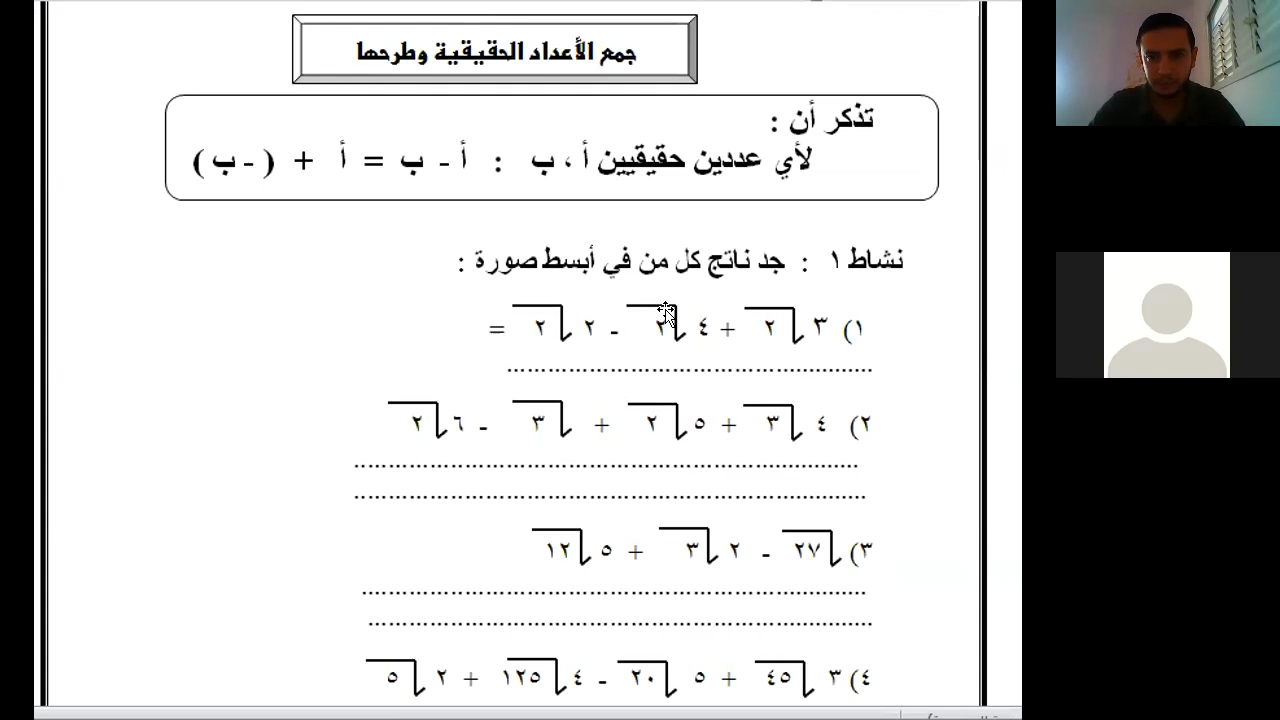 جمع الأعداد الحقيقية وطرحها
تذكر أن :
لأي عددين حقيقيين أ ، ب : أ - ب = أ + ( - ب )
نشاط ١ : جد ناتج كل من في أبسط صورة :
١) ٣ √٢ + ٤ √٢ - ٢ √٢ =
٢) ٤ √٣ + ٥ √٢ + √٣ - ٦ √٢
٣) √٢٧ - ٢ √٣ + ٥ √١٢
٤) ٣ √٤٥ + ٥ √٢٠ - ٤ √١٢٥ + ٢ √٥